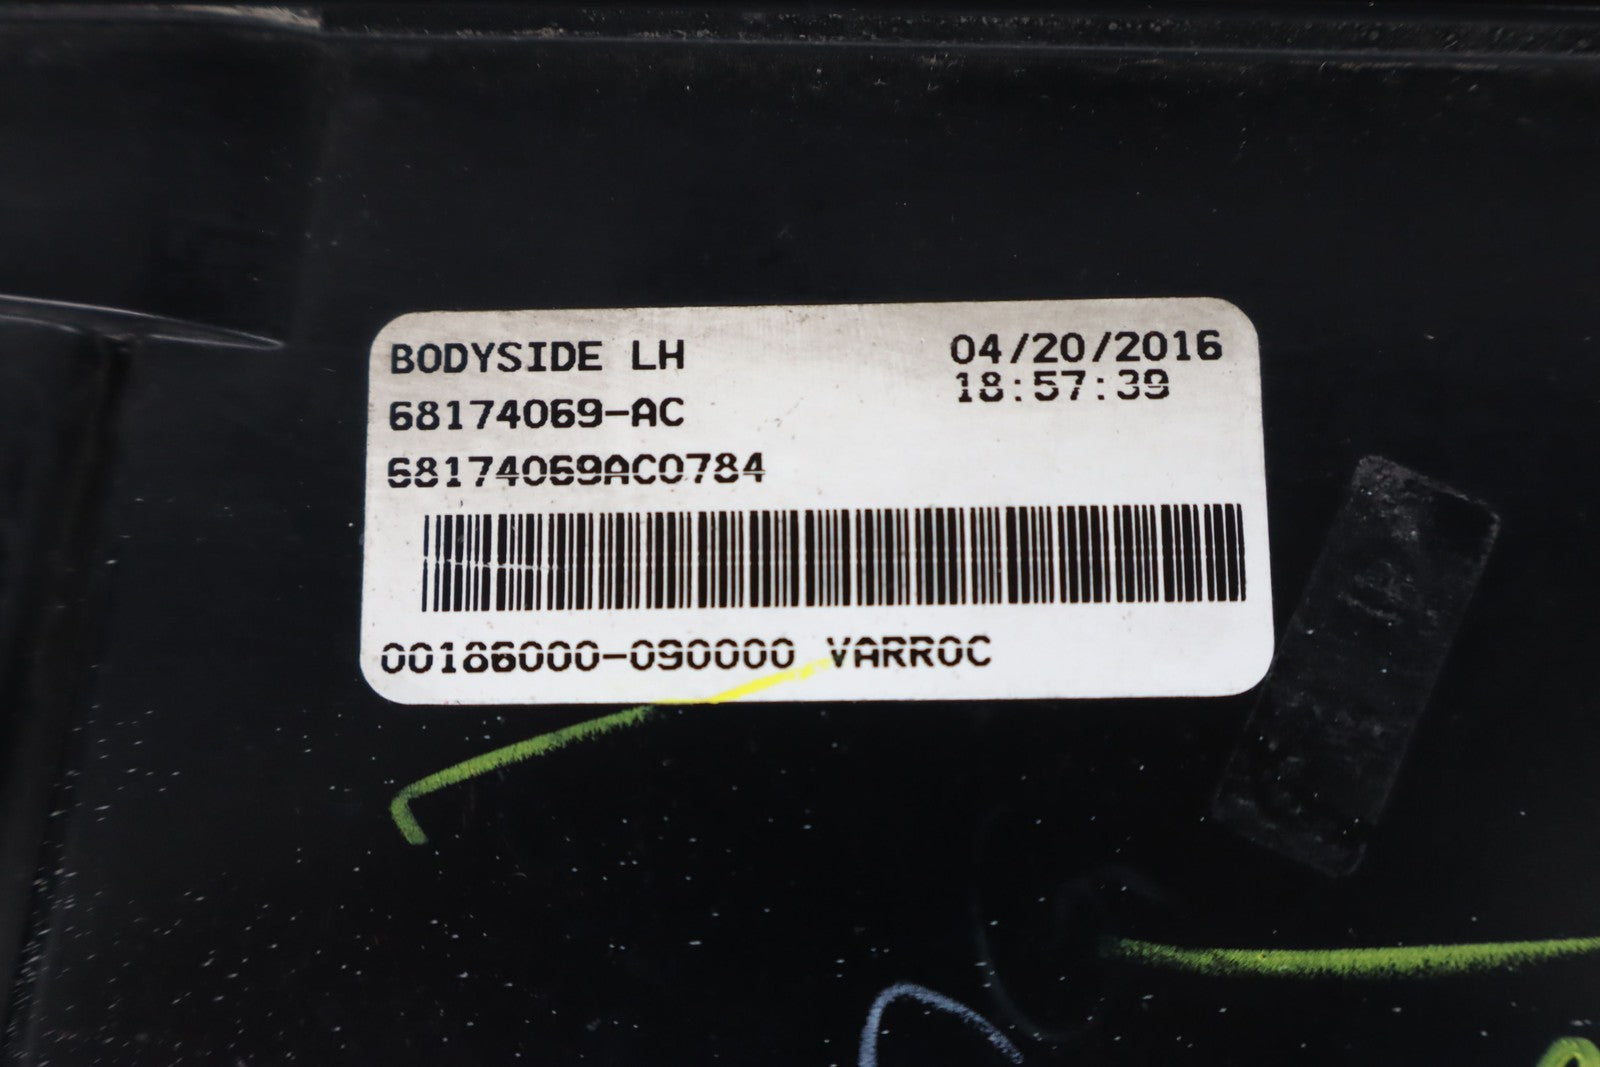 BODYSIDE LH 04/20/2016
68174069-AC 18:57:39
68174069AC0784
00186000-090000 VARROC